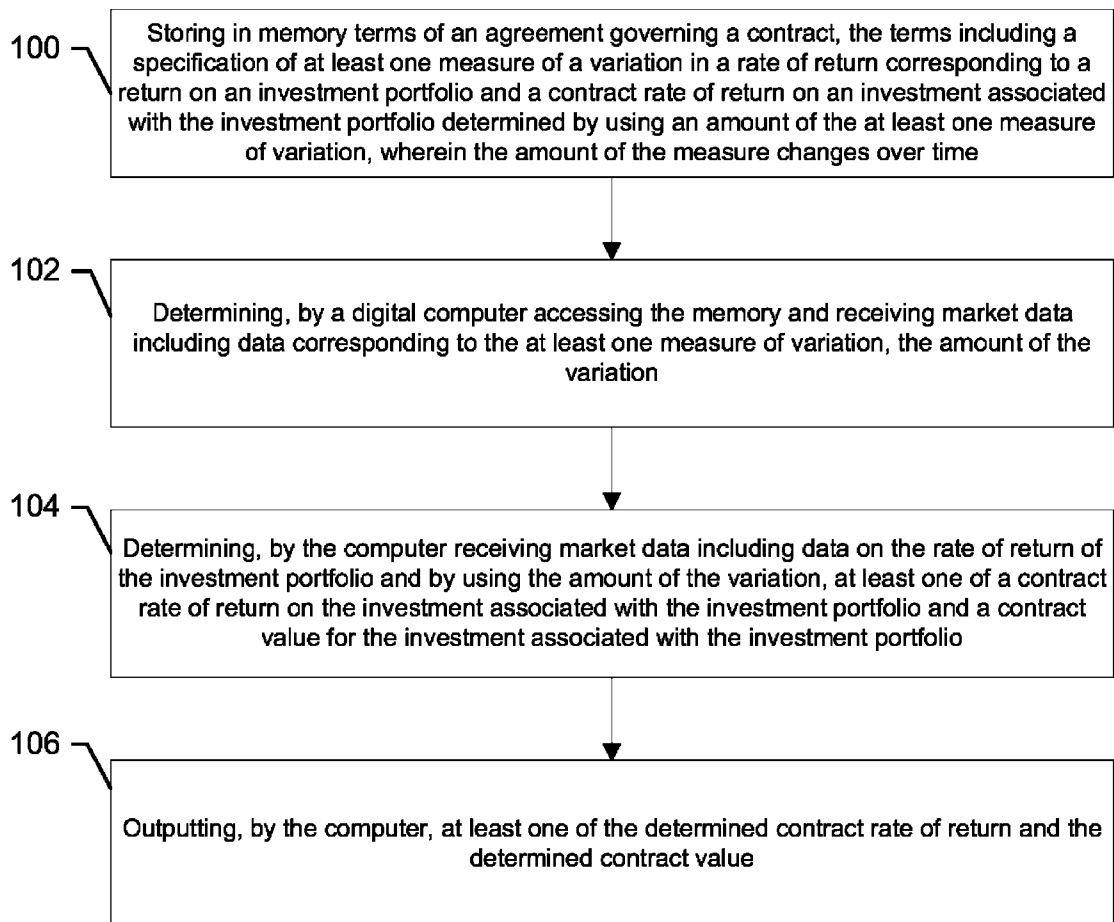 100
Storing in memory terms of an agreement governing a contract, the terms including a
specification of at least one measure of a variation in a rate of return corresponding to a
return on an investment portfolio and a contract rate of return on an investment associated
with the investment portfolio determined by using an amount of the at least one measure
of variation, wherein the amount of the measure changes over time
102
Determining, by a digital computer accessing the memory and receiving market data
including data corresponding to the at least one measure of variation, the amount of the
variation
104
Determining, by the computer receiving market data including data on the rate of return of
the investment portfolio and by using the amount of the variation, at least one of a contract
rate of return on the investment associated with the investment portfolio and a contract
value for the investment associated with the investment portfolio
106
Outputting, by the computer, at least one of the determined contract rate of return and the
determined contract value